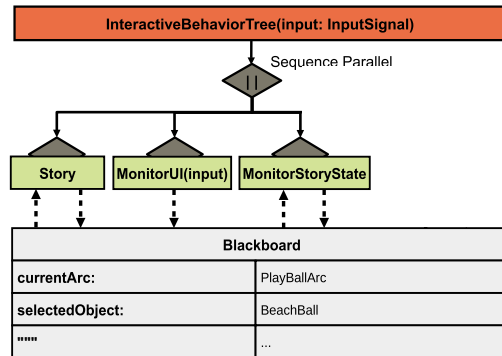 InteractiveBehaviorTree(input: InputSignal)
Sequence Parallel
||
Story
MonitorUI(input)
MonitorStoryState
Blackboard
currentArc: PlayBallArc
selectedObject: BeachBall
""" ...